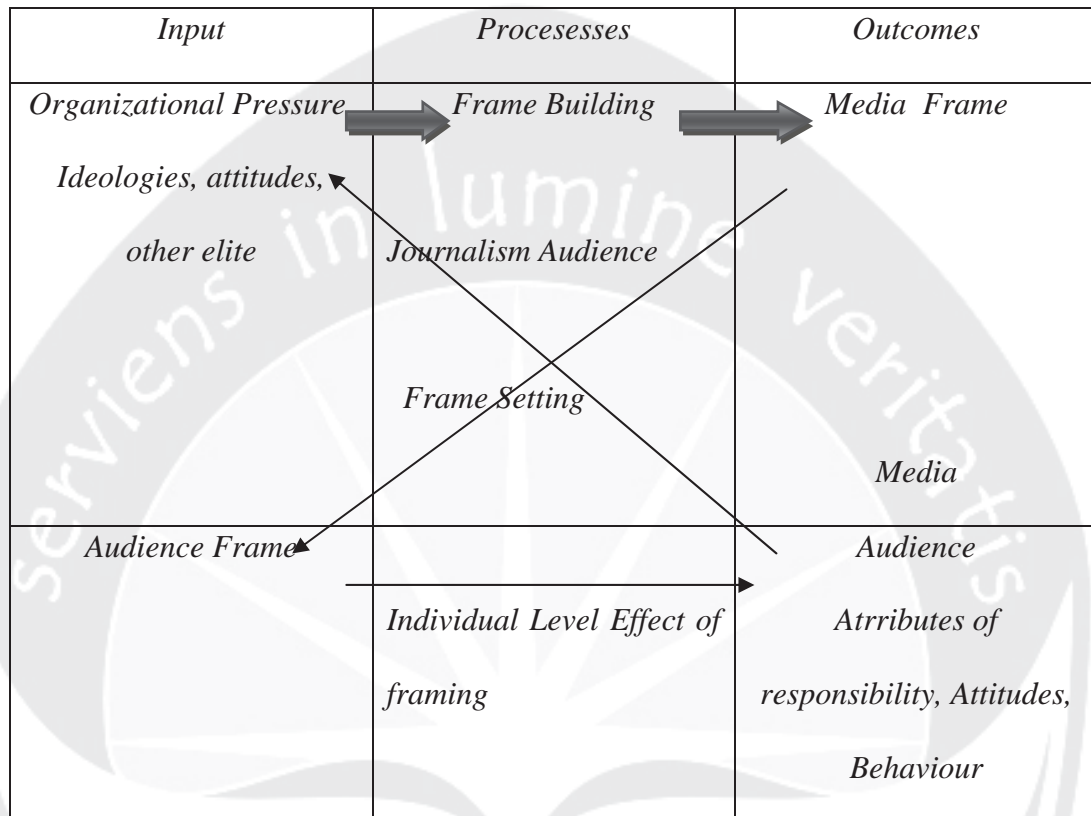 Input Procesesses Outcomes
Organizational Pressure Frame Building Media Frame
Ideologies, attitudes,
other elite Journalism Audience
Frame Setting
Media
Audience Frame Audience
Individual Level Effect of Atrributes of
framing responsibility, Attitudes,
Behaviour
serviens in lumine veritatis